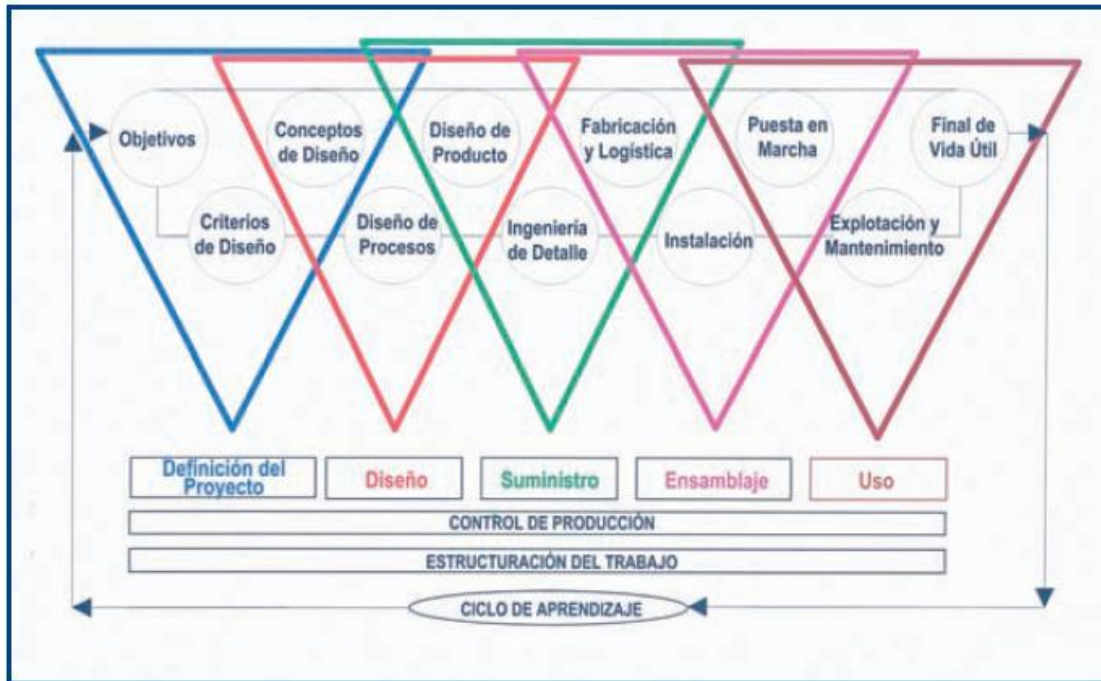 Objetivos
Conceptos
de Diseño
Diseño de
Producto
Fabricación
y Logística
Puesta en
Marcha
Final de
Vida Útil
Criterios
de Diseño
Diseño de
Procesos
Ingeniería
de Detalle
Instalación
Explotación y
Mantenimiento
Definición del
Proyecto
Diseño
Suministro
Ensamblaje
Uso
CONTROL DE PRODUCCIÓN
ESTRUCTURACIÓN DEL TRABAJO
CICLO DE APRENDIZAJE